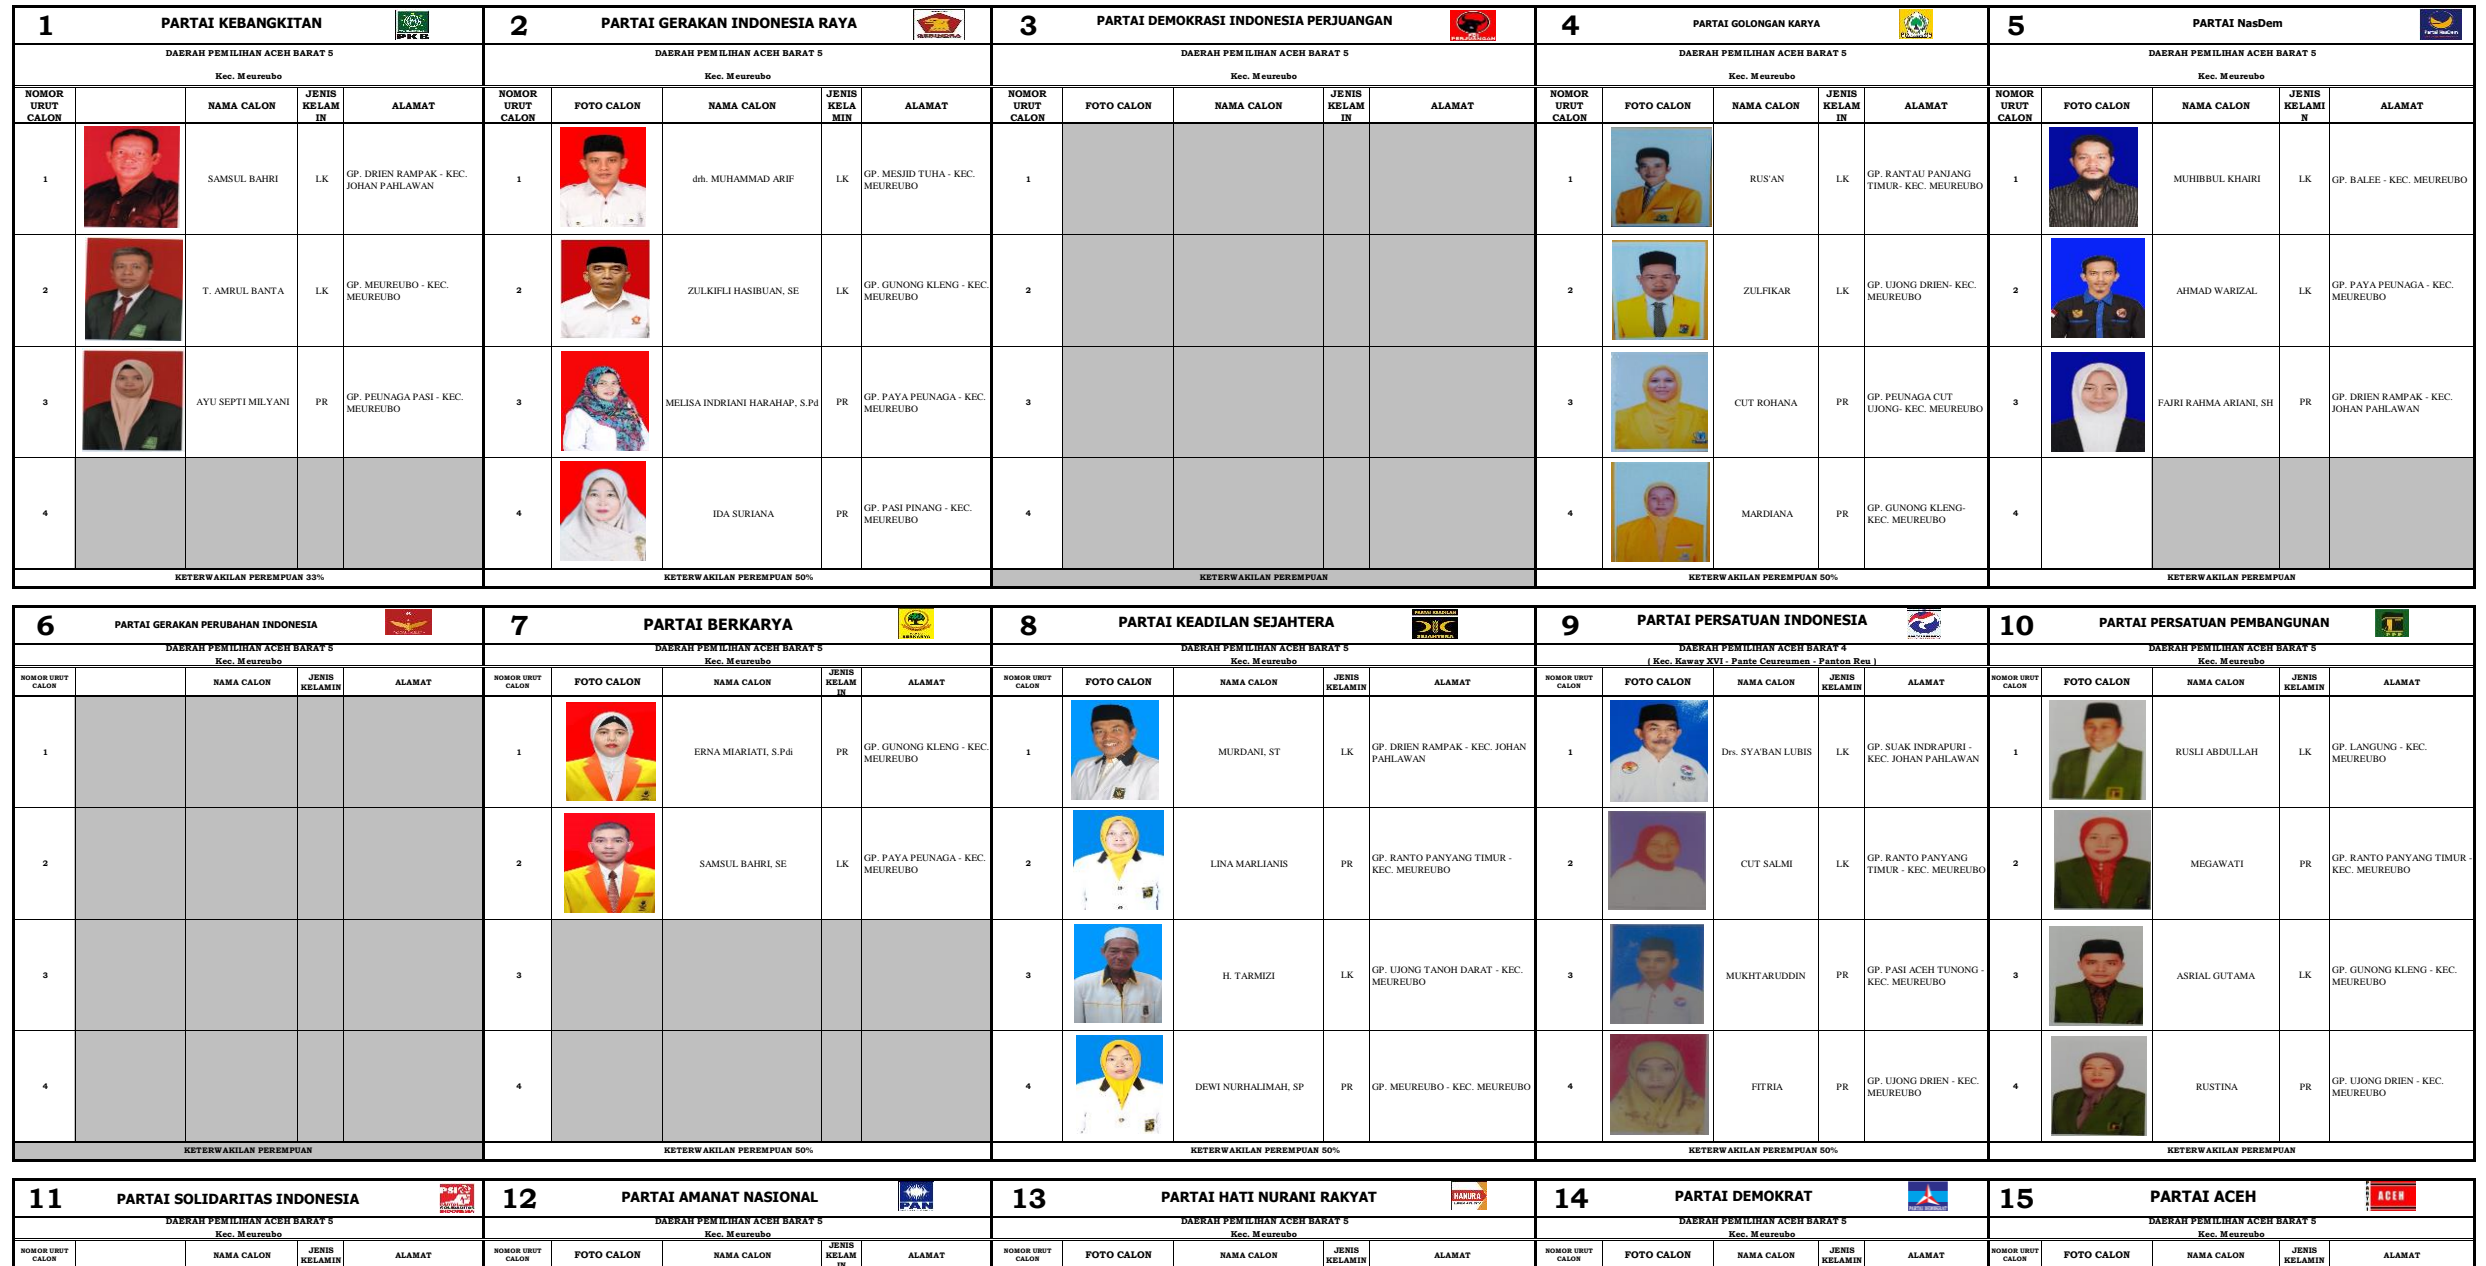 1 PARTAI KEBANGKITAN PKB
DAERAH PEMILIHAN ACEH BARAT 5
Kec. Meureubo
NOMOR URUT CALON NAMA CALON JENIS KELAM IN ALAMAT
1 SAMSUL BAHRI LK GP. DRIEN RAMPAK - KEC. JOHAN PAHLAWAN
2 T. AMRUL BANTA LK GP. MEUREUBO - KEC. MEUREUBO
3 AYU SEPTI MILYANI PR GP. PEUNAGA PASI - KEC. MEUREUBO
4
KETERWAKILAN PEREMPUAN 33%
2 PARTAI GERAKAN INDONESIA RAYA
DAERAH PEMILIHAN ACEH BARAT 5
Kec. Meureubo
NOMOR URUT CALON FOTO CALON NAMA CALON JENIS KELA MIN ALAMAT
1 drh. MUHAMMAD ARIF LK GP. MESJID TUHA - KEC. MEUREUBO
2 ZULKIFLI HASIBUAN, SE LK GP. GUNONG KLENG - KEC. MEUREUBO
3 MELISA INDRIANI HARAHAP, S.Pd PR GP. PAYA PEUNAGA - KEC. MEUREUBO
4 IDA SURIANA PR GP. PASI PINANG - KEC. MEUREUBO
KETERWAKILAN PEREMPUAN 50%
3 PARTAI DEMOKRASI INDONESIA PERJUANGAN
DAERAH PEMILIHAN ACEH BARAT 5
Kec. Meureubo
NOMOR URUT CALON FOTO CALON NAMA CALON JENIS KELAM IN ALAMAT
1
2
3
4
KETERWAKILAN PEREMPUAN
4 PARTAI GOLONGAN KARYA
DAERAH PEMILIHAN ACEH BARAT 5
Kec. Meureubo
NOMOR URUT CALON FOTO CALON NAMA CALON JENIS KELAM IN ALAMAT
1 RUS'AN LK GP. RANTAU PANJANG TIMUR- KEC. MEUREUBO
2 ZULFIKAR LK GP. UJONG DRIEN- KEC. MEUREUBO
3 CUT ROHANA PR GP. PEUNAGA CUT UJONG- KEC. MEUREUBO
4 MARDIANA PR GP. GUNONG KLENG- KEC. MEUREUBO
KETERWAKILAN PEREMPUAN 50%
5 PARTAI NasDem
DAERAH PEMILIHAN ACEH BARAT 5
Kec. Meureubo
NOMOR URUT CALON FOTO CALON NAMA CALON JENIS KELAMI N ALAMAT
1 MUHIBBUL KHAIRI LK GP. BALEE - KEC. MEUREUBO
2 AHMAD WARIZAL LK GP. PAYA PEUNAGA - KEC. MEUREUBO
3 FAJRI RAHMA ARIANI, SH PR GP. DRIEN RAMPAK - KEC. JOHAN PAHLAWAN
4
KETERWAKILAN PEREMPUAN
6 PARTAI GERAKAN PERUBAHAN INDONESIA
DAERAH PEMILIHAN ACEH BARAT 5
Kec. Meureubo
NOMOR URUT CALON NAMA CALON JENIS KELAMIN ALAMAT
1
2
3
4
KETERWAKILAN PEREMPUAN
7 PARTAI BERKARYA BERKARYA
DAERAH PEMILIHAN ACEH BARAT 5
Kec. Meureubo
NOMOR URUT CALON FOTO CALON NAMA CALON JENIS KELAM IN ALAMAT
1 ERNA MIARIATI, S.Pdi PR GP. GUNONG KLENG - KEC. MEUREUBO
2 SAMSUL BAHRI, SE LK GP. PAYA PEUNAGA - KEC. MEUREUBO
3
4
KETERWAKILAN PEREMPUAN 50%
8 PARTAI KEADILAN SEJAHTERA PARTAI KEADILAN SEJAHTERA
DAERAH PEMILIHAN ACEH BARAT 5
Kec. Meureubo
NOMOR URUT CALON FOTO CALON NAMA CALON JENIS KELAMIN ALAMAT
1 MURDANI, ST LK GP. DRIEN RAMPAK - KEC. JOHAN PAHLAWAN
2 LINA MARLIANIS PR GP. RANTO PANYANG TIMUR - KEC. MEUREUBO
3 H. TARMIZI LK GP. UJONG TANOH DARAT - KEC. MEUREUBO
4 DEWI NURHALIMAH, SP PR GP. MEUREUBO - KEC. MEUREUBO
KETERWAKILAN PEREMPUAN 50%
9 PARTAI PERSATUAN INDONESIA
DAERAH PEMILIHAN ACEH BARAT 4
( Kec. Kaway XVI - Pante Ceureumen - Panton Reu )
NOMOR URUT CALON FOTO CALON NAMA CALON JENIS KELAMIN ALAMAT
1 Drs. SYA'BAN LUBIS LK GP. SUAK INDRAPURI - KEC. JOHAN PAHLAWAN
2 CUT SALMI LK GP. RANTO PANYANG TIMUR - KEC. MEUREUBO
3 MUKHTARUDDIN PR GP. PASI ACEH TUNONG - KEC. MEUREUBO
4 FITRIA PR GP. UJONG DRIEN - KEC. MEUREUBO
KETERWAKILAN PEREMPUAN 50%
10 PARTAI PERSATUAN PEMBANGUNAN PPP
DAERAH PEMILIHAN ACEH BARAT 5
Kec. Meureubo
NOMOR URUT CALON FOTO CALON NAMA CALON JENIS KELAMIN ALAMAT
1 RUSLI ABDULLAH LK GP. LANGUNG - KEC. MEUREUBO
2 MEGAWATI PR GP. RANTO PANYANG TIMUR - KEC. MEUREUBO
3 ASRIAL GUTAMA LK GP. GUNONG KLENG - KEC. MEUREUBO
4 RUSTINA PR GP. UJONG DRIEN - KEC. MEUREUBO
KETERWAKILAN PEREMPUAN
11 PARTAI SOLIDARITAS INDONESIA PSI
DAERAH PEMILIHAN ACEH BARAT 5
Kec. Meureubo
NOMOR URUT CALON NAMA CALON JENIS KELAMIN ALAMAT
12 PARTAI AMANAT NASIONAL PAN
DAERAH PEMILIHAN ACEH BARAT 5
Kec. Meureubo
NOMOR URUT CALON FOTO CALON NAMA CALON JENIS KELAM IN ALAMAT
13 PARTAI HATI NURANI RAKYAT HANURA
DAERAH PEMILIHAN ACEH BARAT 5
Kec. Meureubo
NOMOR URUT CALON FOTO CALON NAMA CALON JENIS KELAMIN ALAMAT
14 PARTAI DEMOKRAT
DAERAH PEMILIHAN ACEH BARAT 5
Kec. Meureubo
NOMOR URUT CALON FOTO CALON NAMA CALON JENIS KELAMIN ALAMAT
15 PARTAI ACEH PARTAI ACEH
DAERAH PEMILIHAN ACEH BARAT 5
Kec. Meureubo
NOMOR URUT CALON FOTO CALON NAMA CALON JENIS KELAMIN ALAMAT